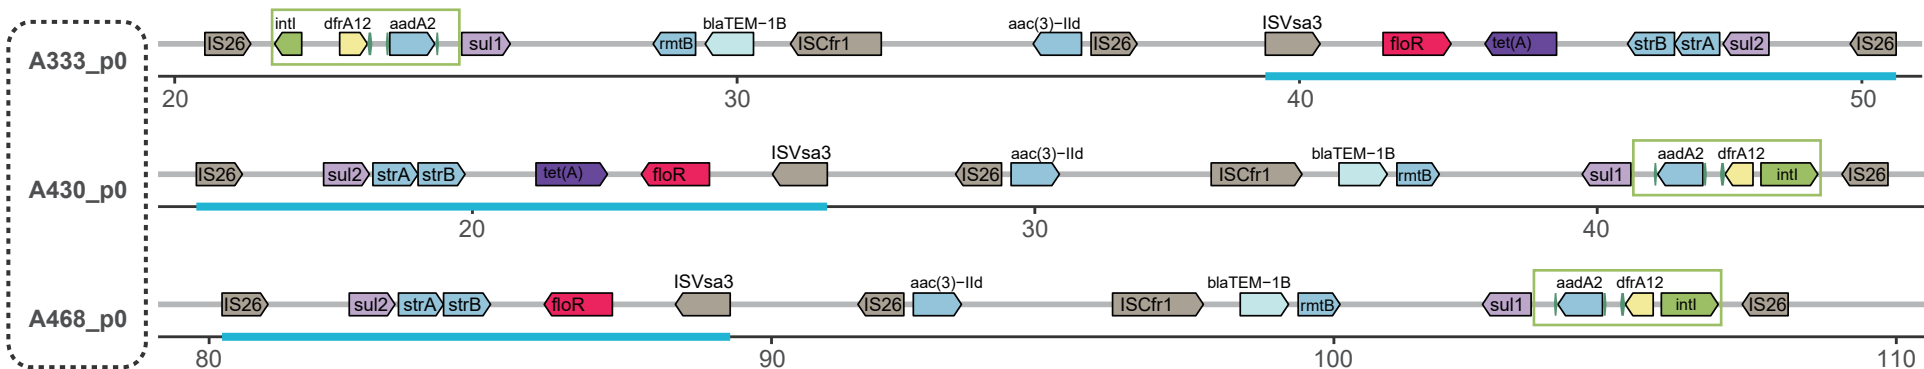 A333_p0
IS26 intI dfrA12 aadA2 sul1 rmtB blaTEM−1B ISCfr1 aac(3)−IId IS26 ISVsa3 floR tet(A) strB strA sul2 IS26
20 30 40 50
A430_p0
IS26 sul2 strA strB tet(A) floR ISVsa3 IS26 aac(3)−IId ISCfr1 blaTEM−1B rmtB sul1 aadA2 dfrA12 intI IS26
20 30 40
A468_p0
IS26 sul2 strA strB floR ISVsa3 IS26 aac(3)−IId ISCfr1 blaTEM−1B rmtB sul1 aadA2 dfrA12 intI IS26
80 90 100 110